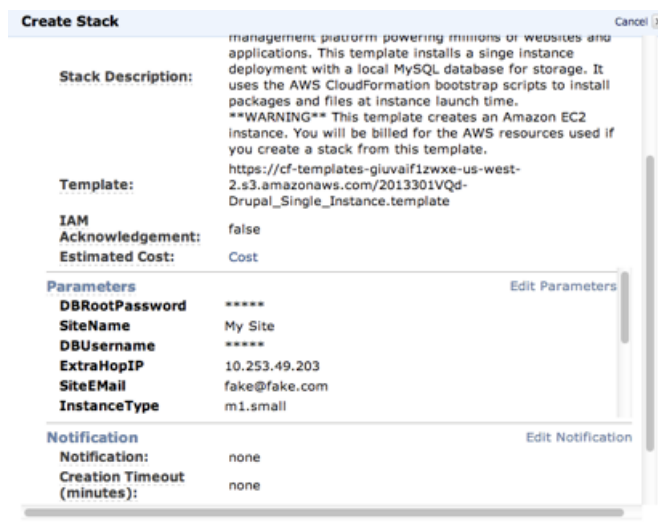 Create Stack
Cancel
management platform powering millions of websites and
applications. This template installs a singe instance
Stack Description:
deployment with a local MySQL database for storage. It
uses the AWS CloudFormation bootstrap scripts to install
packages and files at instance launch time.
**WARNING** This template creates an Amazon EC2
instance. You will be billed for the AWS resources used if
you create a stack from this template.
Template:
https://cf-templates-giuvaif1zwxe-us-west-
2.s3.amazonaws.com/2013301VQd-
Drupal_Single_Instance.template
IAM
Acknowledgement:
false
Estimated Cost:
Cost
Parameters
Edit Parameters
DBRootPassword
*****
SiteName
My Site
DBUsername
*****
ExtraHopIP
10.253.49.203
SiteEMail
fake@fake.com
InstanceType
m1.small
Notification
Edit Notification
Notification:
none
Creation Timeout
(minutes):
none